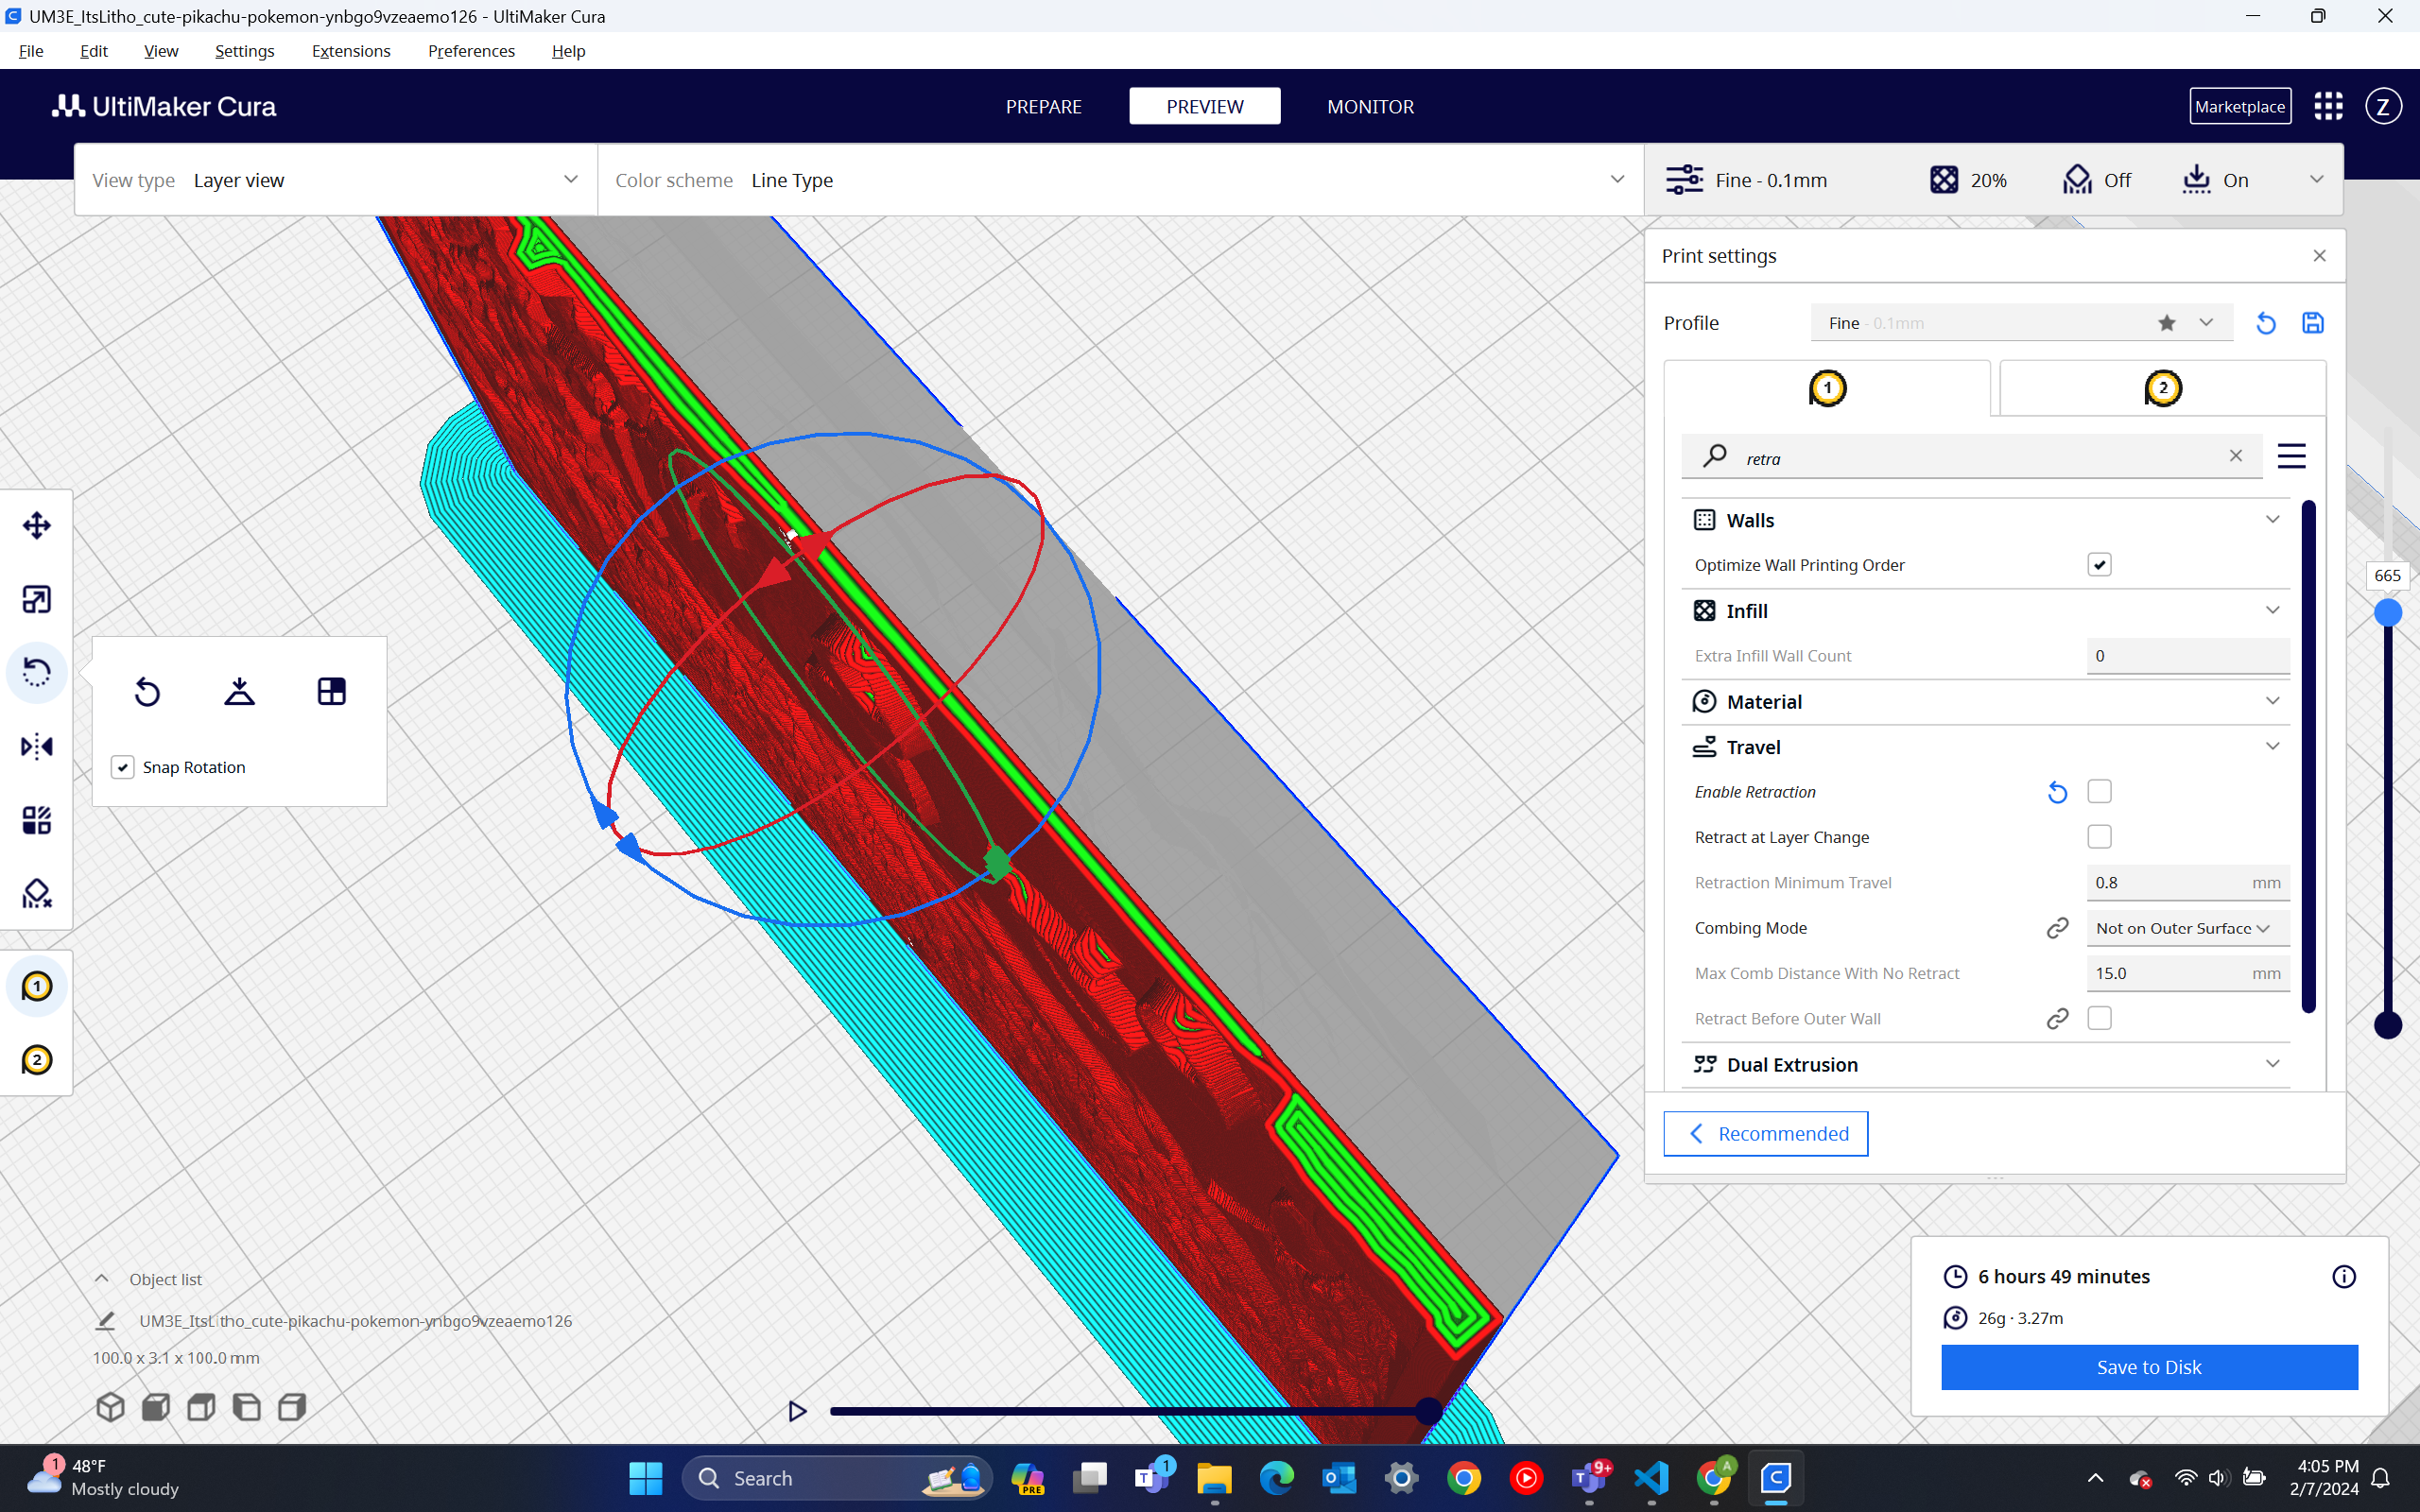 UM3E_ItsLitho_cute-pikachu-pokemon-ynbgo9vzeaemo126 - UltiMaker Cura
File Edit View Settings Extensions Preferences Help
UltiMaker Cura
PREPARE PREVIEW MONITOR
Marketplace
Z
View type Layer view
Color scheme Line Type
Fine - 0.1mm 20% Off On
Print settings
Profile Fine - 0.1mm
1 2
retra
Walls
Optimize Wall Printing Order
Infill
Extra Infill Wall Count 0
Material
Travel
Enable Retraction
Retract at Layer Change
Retraction Minimum Travel 0.8 mm
Combing Mode Not on Outer Surface
Max Comb Distance With No Retract 15.0 mm
Retract Before Outer Wall
Dual Extrusion
Recommended
665
Snap Rotation
1
2
Object list
UM3E_ItsLitho_cute-pikachu-pokemon-ynbgo9vzeaemo126
100.0 x 3.1 x 100.0 mm
6 hours 49 minutes
26g · 3.27m
Save to Disk
1
48°F
Mostly cloudy
Search
PRE
1
9+
A
4:05 PM
2/7/2024